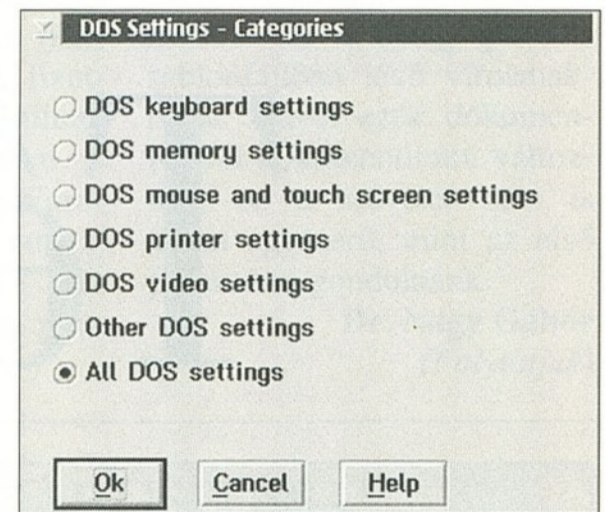 DOS Settings - Categories
DOS keyboard settings
DOS memory settings
DOS mouse and touch screen settings
DOS printer settings
DOS video settings
Other DOS settings
All DOS settings
Ok Cancel Help